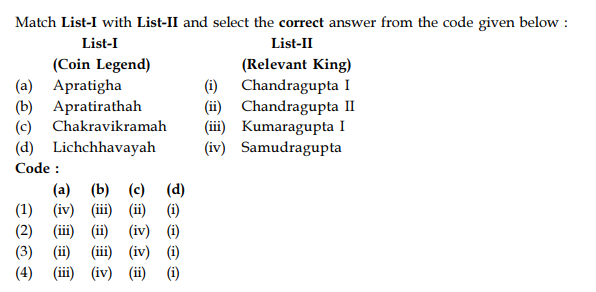 Match List-I with List-II and select the correct answer from the code given below :
List-I List-II
(Coin Legend) (Relevant King)
(a) Apratigha (i) Chandragupta I
(b) Apratirathah (ii) Chandragupta II
(c) Chakravikramah (iii) Kumaragupta I
(d) Lichchhavayah (iv) Samudragupta
Code :
(a) (b) (c) (d)
(1) (iv) (iii) (ii) (i)
(2) (iii) (ii) (iv) (i)
(3) (ii) (iii) (iv) (i)
(4) (iii) (iv) (ii) (i)